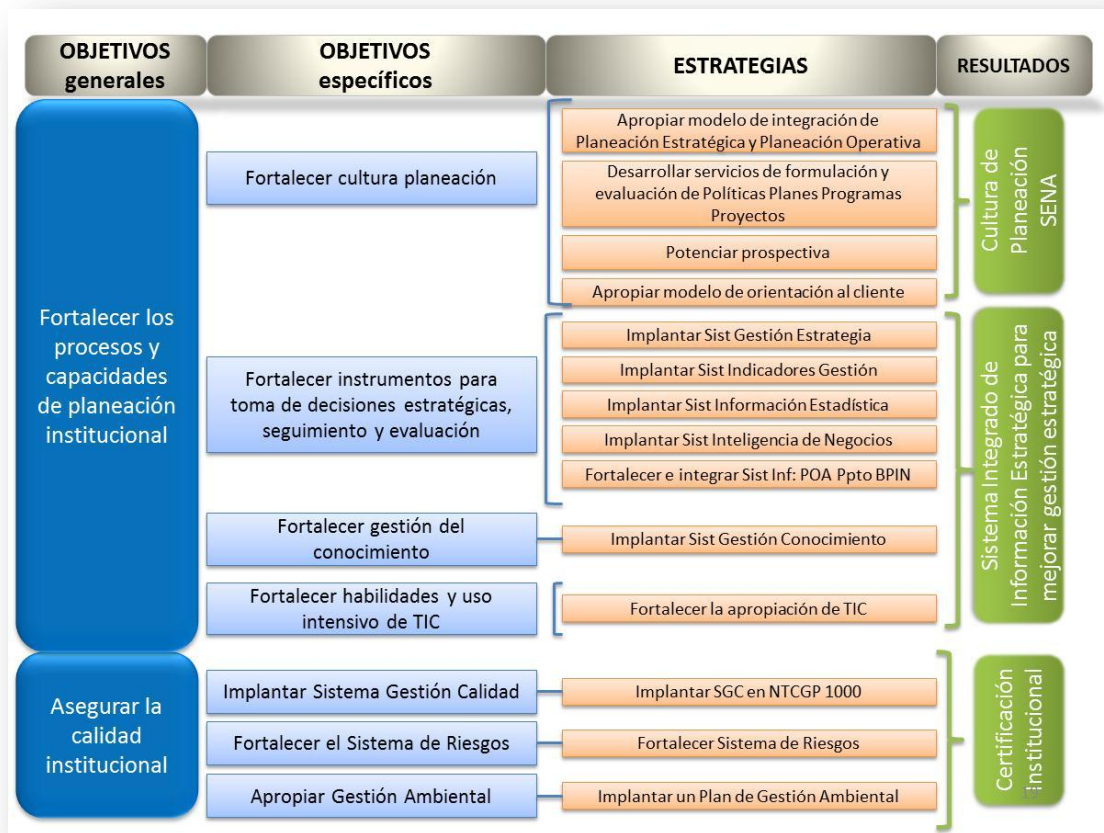 OBJETIVOS
generales
OBJETIVOS
específicos
ESTRATEGIAS
RESULTADOS
Fortalecer los
procesos y
capacidades
de planeación
institucional
Fortalecer cultura planeación
Apropiar modelo de integración de
Planeación Estratégica y Planeación Operativa
Desarrollar servicios de formulación y
evaluación de Políticas Planes Programas
Proyectos
Potenciar prospectiva
Apropiar modelo de orientación al cliente
Cultura de
Planeación
SENA
Fortalecer instrumentos para
toma de decisiones estratégicas,
seguimiento y evaluación
Implantar Sist Gestión Estrategia
Implantar Sist Indicadores Gestión
Implantar Sist Información Estadística
Implantar Sist Inteligencia de Negocios
Fortalecer e integrar Sist Inf: POA Ppto BPIN
Fortalecer gestión del
conocimiento
Implantar Sist Gestión Conocimiento
Fortalecer habilidades y uso
intensivo de TIC
Fortalecer la apropiación de TIC
Sistema Integrado de
Información Estratégica para
mejorar gestión estratégica
Asegurar la
calidad
institucional
Implantar Sistema Gestión Calidad
Implantar SGC en NTCGP 1000
Fortalecer el Sistema de Riesgos
Fortalecer Sistema de Riesgos
Apropiar Gestión Ambiental
Implantar un Plan de Gestión Ambiental
Certificación
Institucional